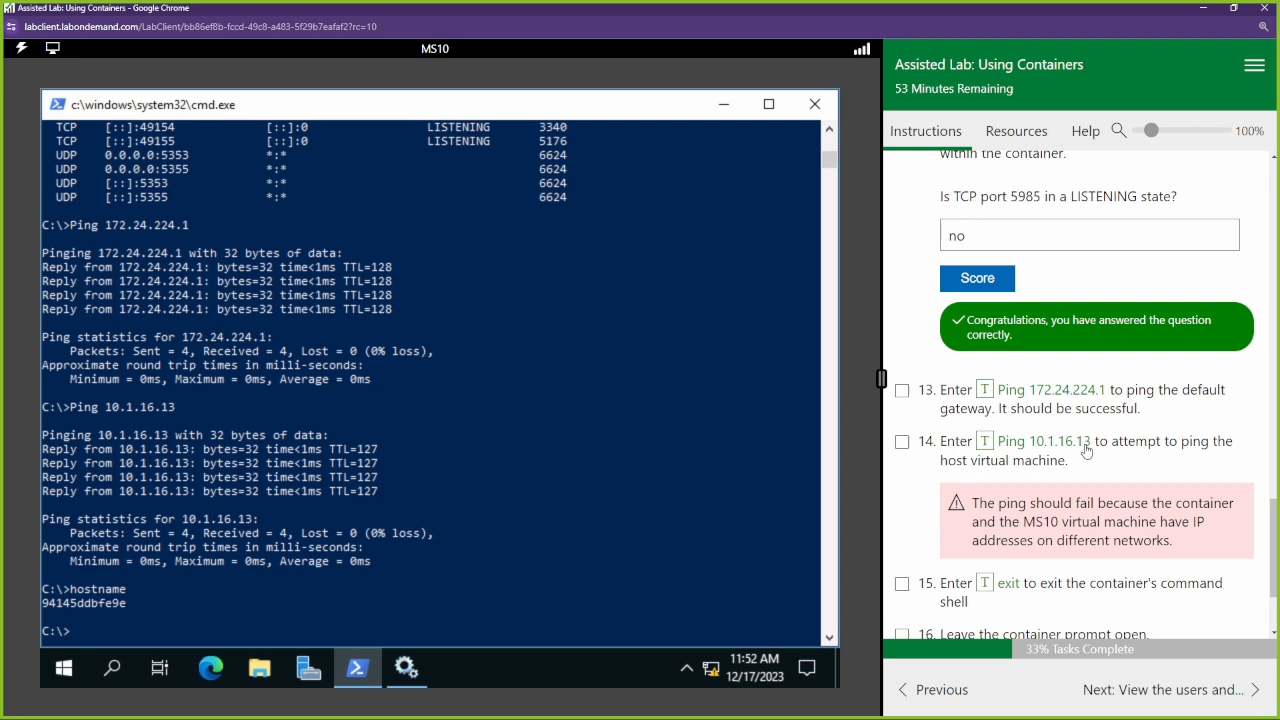 Assisted Lab: Using Containers - Google Chrome
labclient.labondemand.com/LabClient/bb86ef8b-fccd-49c8-a483-5f29b7eafaf2?rc=10
MS10
c:\windows\system32\cmd.exe
TCP [::]:49154 [::]:0 LISTENING 3340
TCP [::]:49155 [::]:0 LISTENING 5176
UDP 0.0.0.0:5353 *:* 6624
UDP 0.0.0.0:5355 *:* 6624
UDP [::]:5353 *:* 6624
UDP [::]:5355 *:* 6624
C:\>Ping 172.24.224.1
Pinging 172.24.224.1 with 32 bytes of data:
Reply from 172.24.224.1: bytes=32 time<1ms TTL=128
Reply from 172.24.224.1: bytes=32 time<1ms TTL=128
Reply from 172.24.224.1: bytes=32 time<1ms TTL=128
Reply from 172.24.224.1: bytes=32 time<1ms TTL=128
Ping statistics for 172.24.224.1:
Packets: Sent = 4, Received = 4, Lost = 0 (0% loss),
Approximate round trip times in milli-seconds:
Minimum = 0ms, Maximum = 0ms, Average = 0ms
C:\>Ping 10.1.16.13
Pinging 10.1.16.13 with 32 bytes of data:
Reply from 10.1.16.13: bytes=32 time<1ms TTL=127
Reply from 10.1.16.13: bytes=32 time<1ms TTL=127
Reply from 10.1.16.13: bytes=32 time<1ms TTL=127
Reply from 10.1.16.13: bytes=32 time<1ms TTL=127
Ping statistics for 10.1.16.13:
Packets: Sent = 4, Received = 4, Lost = 0 (0% loss),
Approximate round trip times in milli-seconds:
Minimum = 0ms, Maximum = 0ms, Average = 0ms
C:\>hostname
94145ddbfe9e
C:\>
11:52 AM
12/17/2023
Assisted Lab: Using Containers
53 Minutes Remaining
Instructions Resources Help 100%
within the container.
Is TCP port 5985 in a LISTENING state?
no
Score
Congratulations, you have answered the question
correctly.
13. Enter T Ping 172.24.224.1 to ping the default
gateway. It should be successful.
14. Enter T Ping 10.1.16.13 to attempt to ping the
host virtual machine.
The ping should fail because the container
and the MS10 virtual machine have IP
addresses on different networks.
15. Enter T exit to exit the container's command
shell
16. Leave the container prompt open.
33% Tasks Complete
Previous
Next: View the users and...